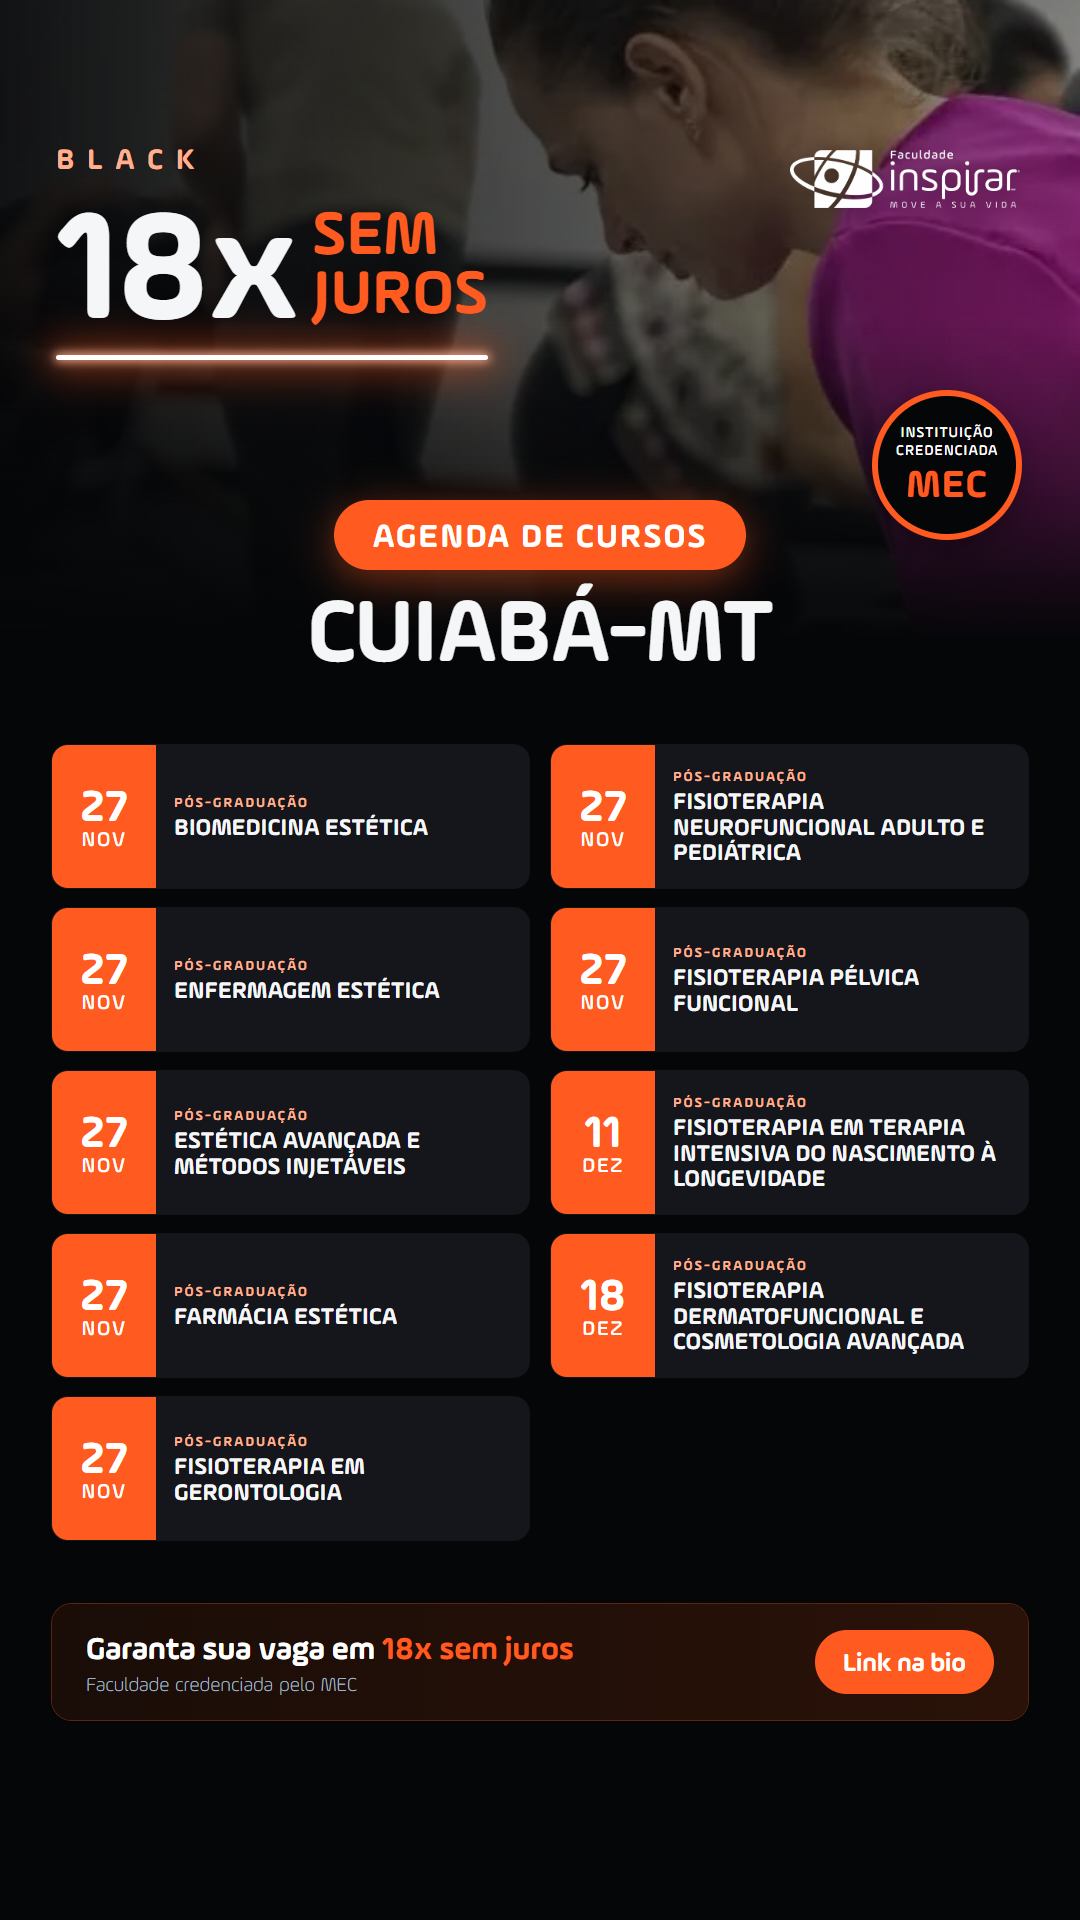 BLACK
18x SEM
JUROS
Faculdade
inspirar
MOVE A SUA VIDA
INSTITUIÇÃO
CREDENCIADA
MEC
AGENDA DE CURSOS
CUIABÁ-MT
27
NOV
PÓS-GRADUAÇÃO
BIOMEDICINA ESTÉTICA
27
NOV
PÓS-GRADUAÇÃO
FISIOTERAPIA
NEUROFUNCIONAL ADULTO E
PEDIÁTRICA
27
NOV
PÓS-GRADUAÇÃO
ENFERMAGEM ESTÉTICA
27
NOV
PÓS-GRADUAÇÃO
FISIOTERAPIA PÉLVICA
FUNCIONAL
27
NOV
PÓS-GRADUAÇÃO
ESTÉTICA AVANÇADA E
MÉTODOS INJETÁVEIS
11
DEZ
PÓS-GRADUAÇÃO
FISIOTERAPIA EM TERAPIA
INTENSIVA DO NASCIMENTO À
LONGEVIDADE
27
NOV
PÓS-GRADUAÇÃO
FARMÁCIA ESTÉTICA
18
DEZ
PÓS-GRADUAÇÃO
FISIOTERAPIA
DERMATOFUNCIONAL E
COSMETOLOGIA AVANÇADA
27
NOV
PÓS-GRADUAÇÃO
FISIOTERAPIA EM
GERONTOLOGIA
Garanta sua vaga em 18x sem juros
Faculdade credenciada pelo MEC
Link na bio